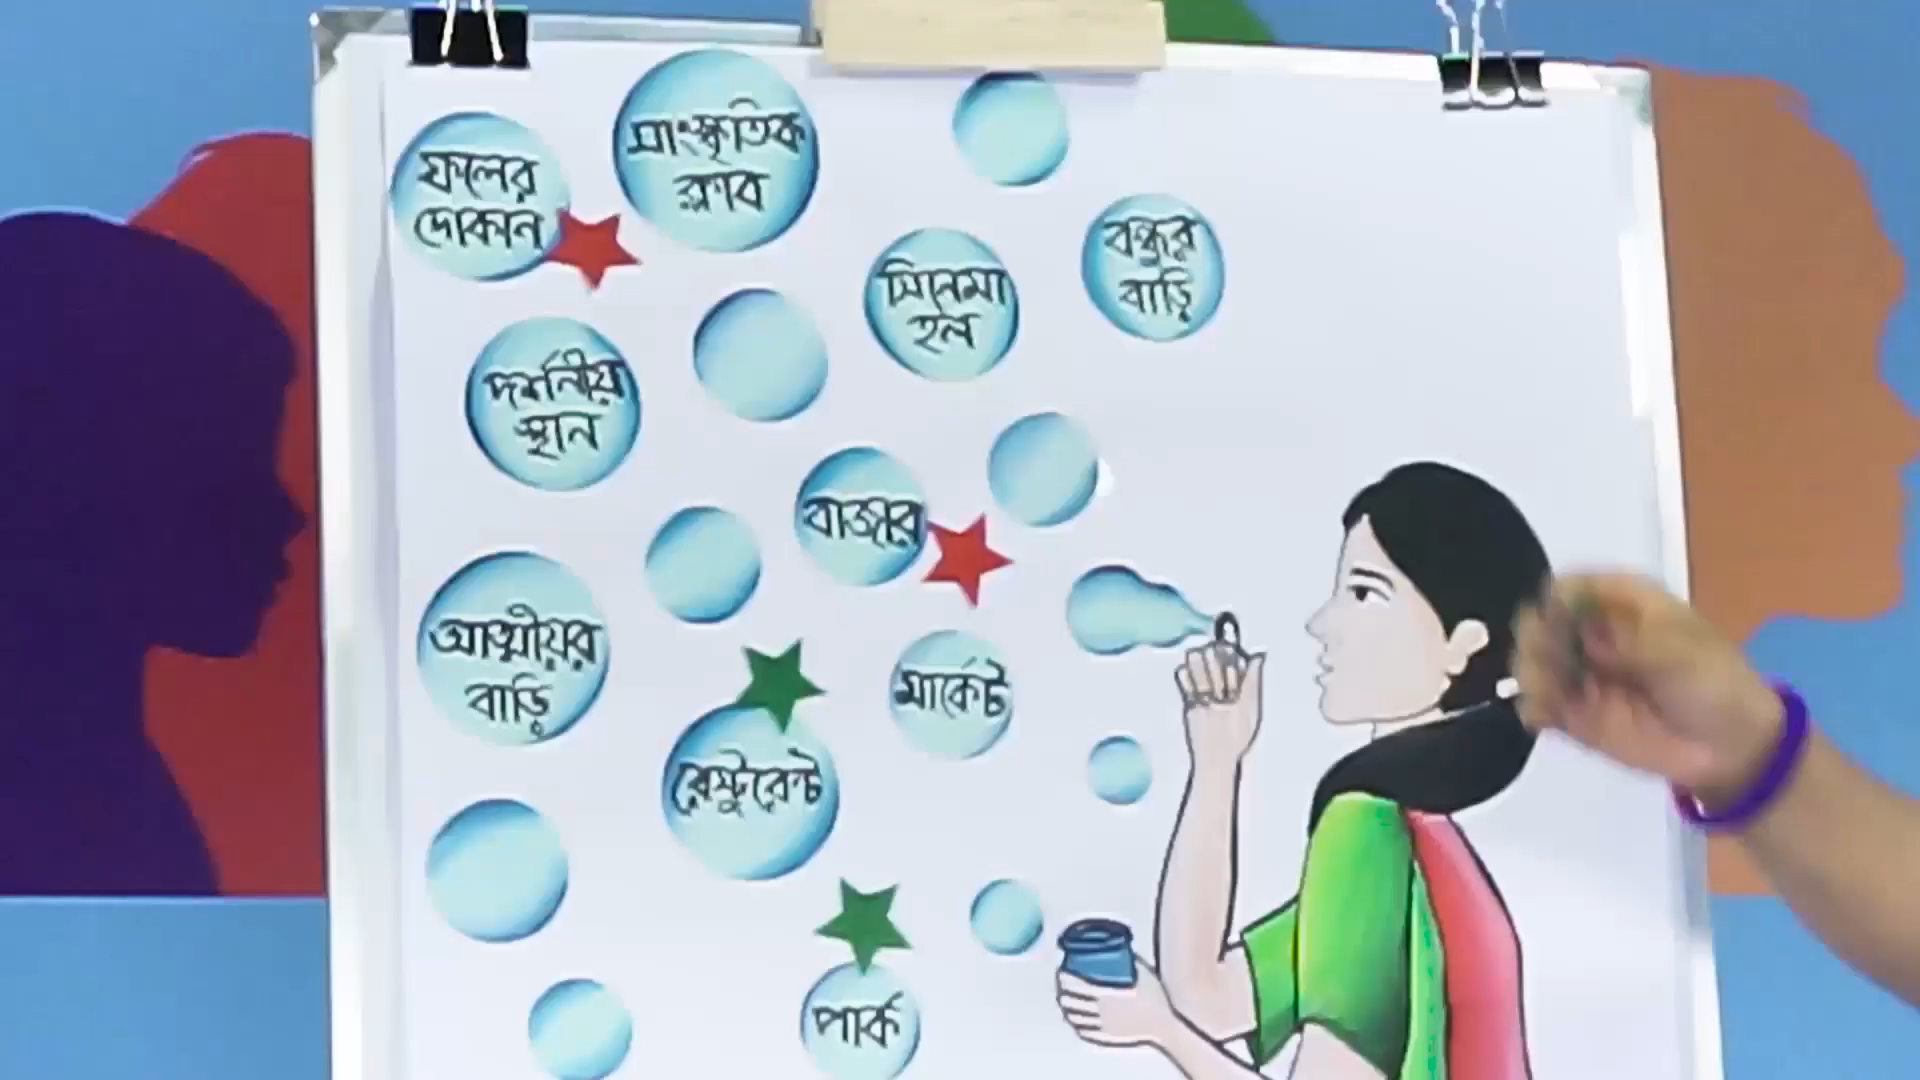 ফলের
দোকান
সাংস্কৃতিক
ক্লাব
বন্ধুর
বাড়ি
সিনেমা
হল
দর্শনীয়
স্থান
বাজার
আত্মীয়র
বাড়ি
মার্কেট
রেস্টুরেন্ট
পার্ক